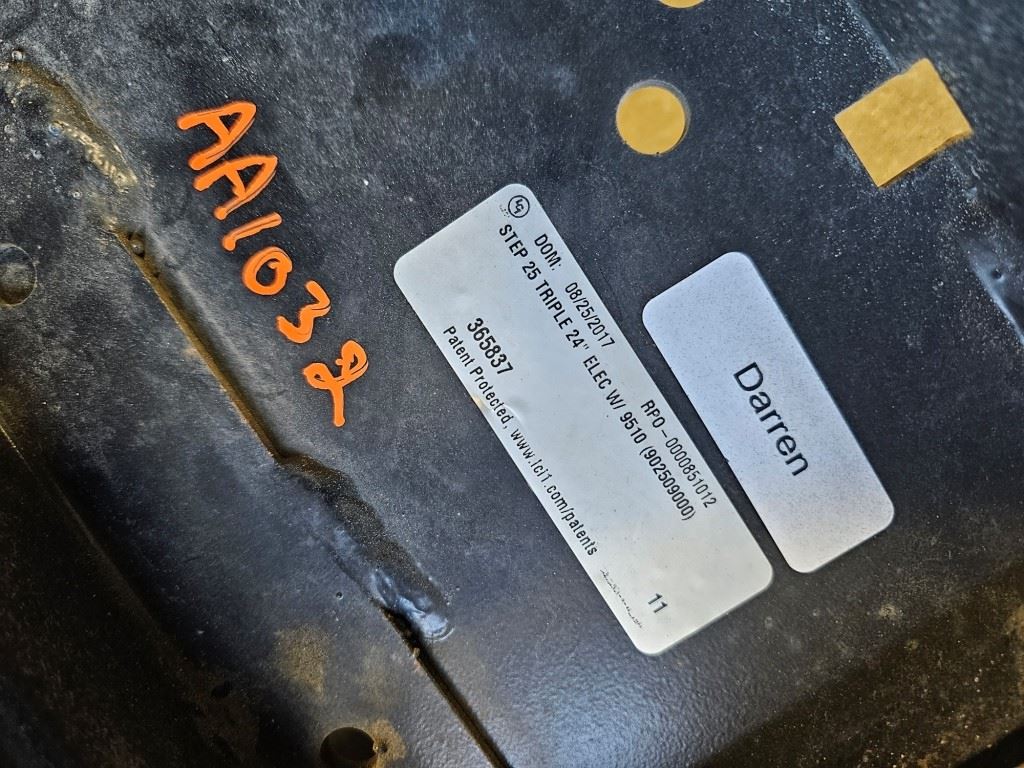 AA1032
DOM: 08/25/2017 RPO - 0000851012
STEP 25 TRIPLE 24" ELEC W/ 9510 (902509000)
365837 11
Patent Protected, www.lci1.com/patents
Darren